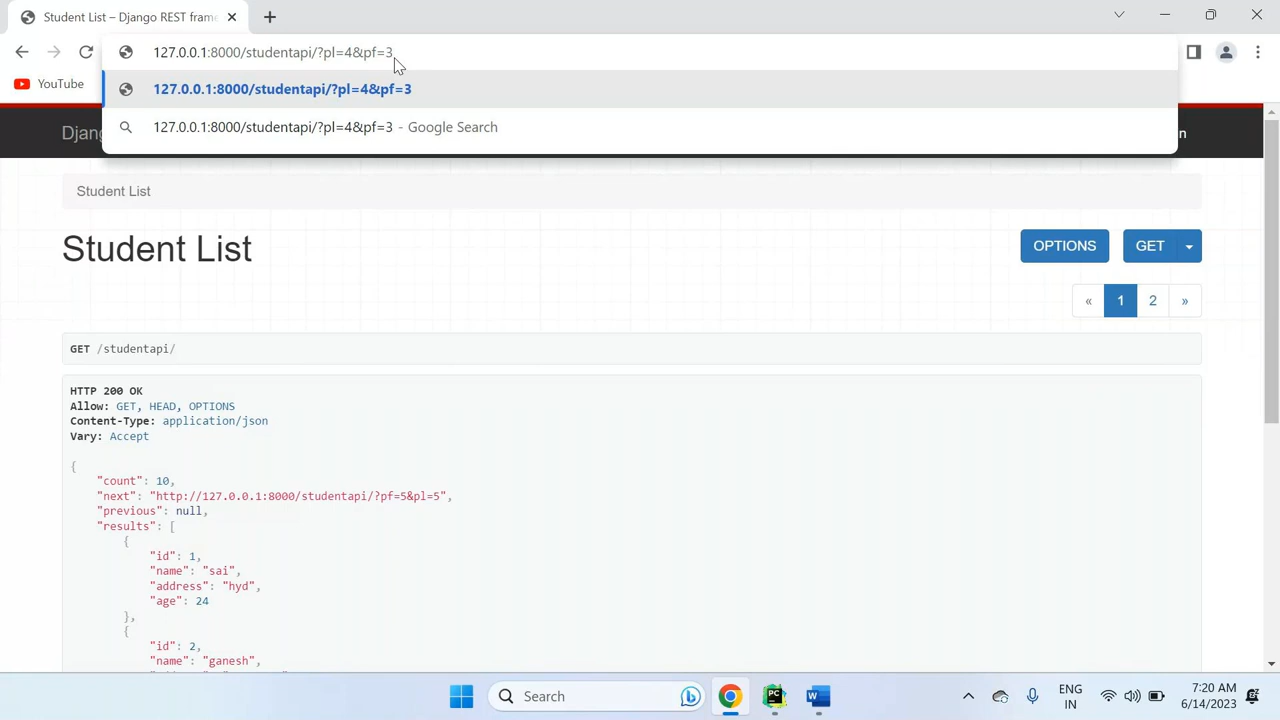 Student List – Django REST frame
127.0.0.1:8000/studentapi/?pl=4&pf=3
YouTube
127.0.0.1:8000/studentapi/?pl=4&pf=3
127.0.0.1:8000/studentapi/?pl=4&pf=3 - Google Search
Djang
n
Student List
Student List
OPTIONS
GET
« 1 2 »
GET /studentapi/
HTTP 200 OK
Allow: GET, HEAD, OPTIONS
Content-Type: application/json
Vary: Accept
{
"count": 10,
"next": "http://127.0.0.1:8000/studentapi/?pf=5&pl=5",
"previous": null,
"results": [
{
"id": 1,
"name": "sai",
"address": "hyd",
"age": 24
},
{
"id": 2,
"name": "ganesh",
Search
PC
W
ENG
IN
7:20 AM
6/14/2023